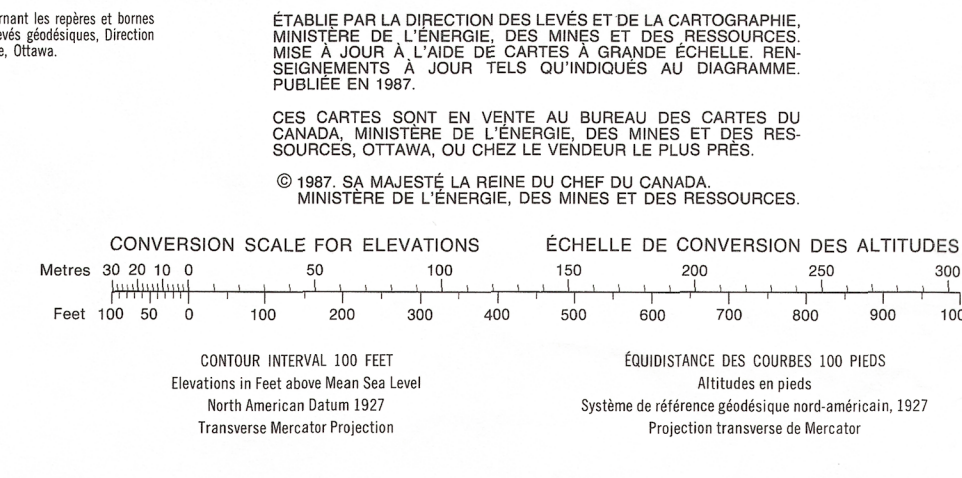 rnant les repères et bornes
evés géodésiques, Direction
e, Ottawa.
ÉTABLIE PAR LA DIRECTION DES LEVÉS ET DE LA CARTOGRAPHIE,
MINISTÈRE DE L'ÉNERGIE, DES MINES ET DES RESSOURCES.
MISE À JOUR À L'AIDE DE CARTES À GRANDE ÉCHELLE. REN-
SEIGNEMENTS À JOUR TELS QU'INDIQUÉS AU DIAGRAMME.
PUBLIÉE EN 1987.
CES CARTES SONT EN VENTE AU BUREAU DES CARTES DU
CANADA, MINISTÈRE DE L'ÉNERGIE, DES MINES ET DES RES-
SOURCES, OTTAWA, OU CHEZ LE VENDEUR LE PLUS PRÈS.
© 1987. SA MAJESTÉ LA REINE DU CHEF DU CANADA.
MINISTÈRE DE L'ÉNERGIE, DES MINES ET DES RESSOURCES.
CONVERSION SCALE FOR ELEVATIONS ÉCHELLE DE CONVERSION DES ALTITUDES
Metres 30 20 10 0 50 100 150 200 250 300
Feet 100 50 0 100 200 300 400 500 600 700 800 900 100
CONTOUR INTERVAL 100 FEET
Elevations in Feet above Mean Sea Level
North American Datum 1927
Transverse Mercator Projection
ÉQUIDISTANCE DES COURBES 100 PIEDS
Altitudes en pieds
Système de référence géodésique nord-américain, 1927
Projection transverse de Mercator